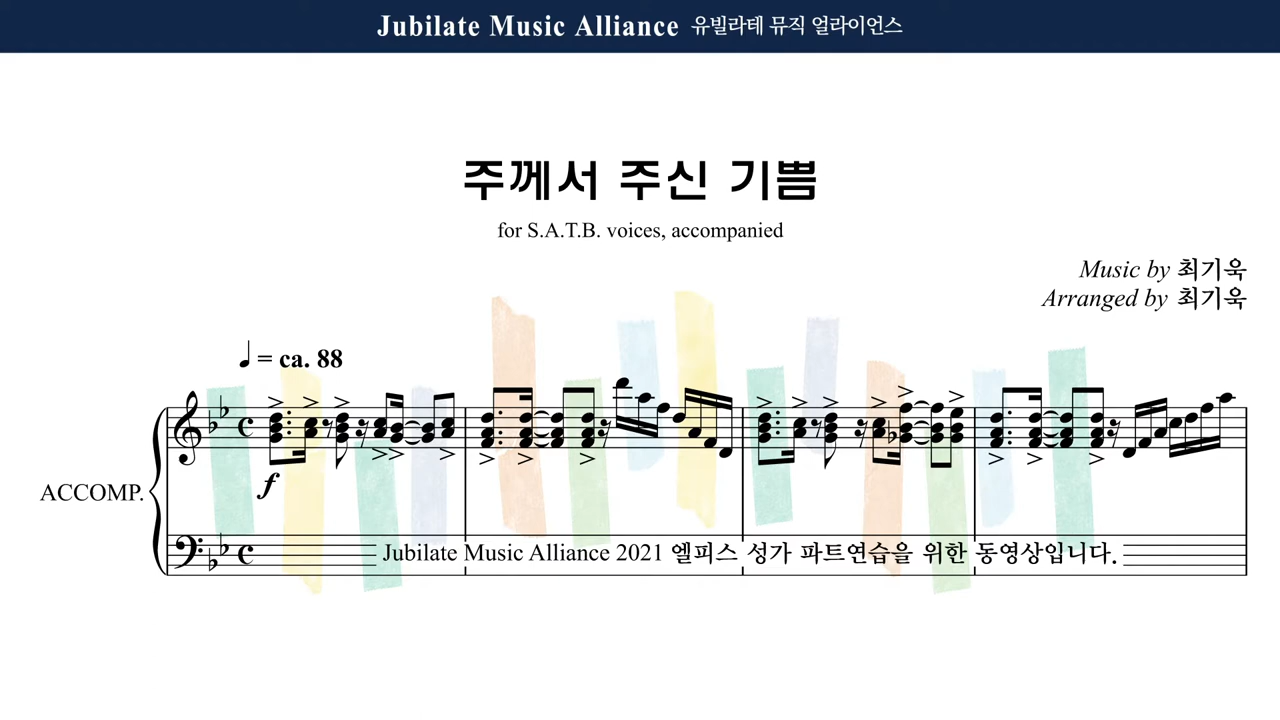 Jubilate Music Alliance 유빌라테 뮤직 얼라이언스
주께서 주신 기쁨
for S.A.T.B. voices, accompanied
Music by 최기욱
Arranged by 최기욱
♩ = ca. 88
f
ACCOMP.
Jubilate Music Alliance 2021 엘피스 성가 파트연습을 위한 동영상입니다.